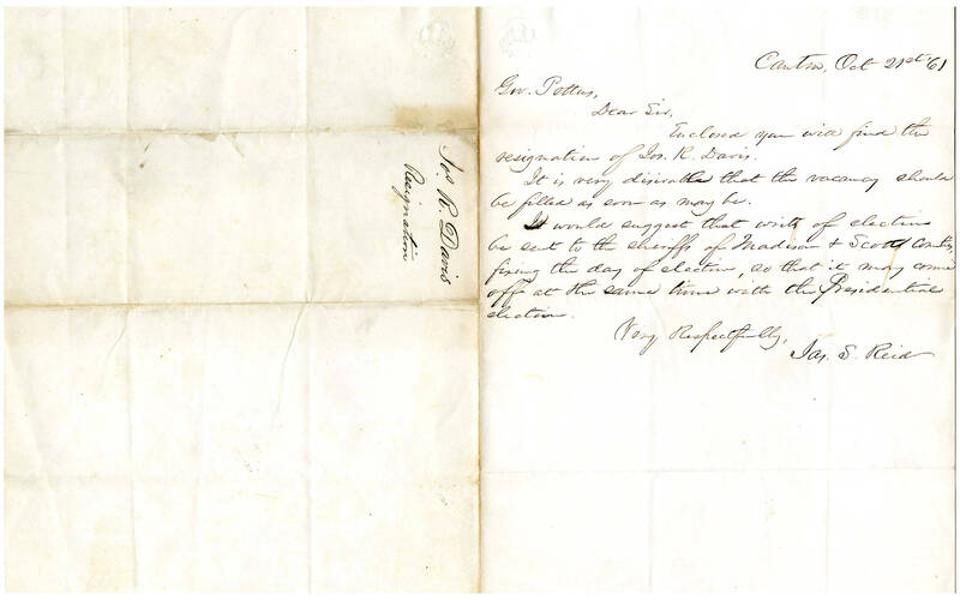 Jos. R. Davis
Resignation
Canton, Oct 21st '61
Gov. Pettus,
Dear Sir,
Enclosed you will find the
resignation of Jos. R. Davis.
It is very disirable that the vacancy should
be filled as soon as may be.
I would suggest that writs of election
be sent to the sheriffs of Madison & Scott counties,
fixing the day of election, so that it may come
off at the same time with the Presidential
election.
Very Respectfully,
Jas. S. Reid